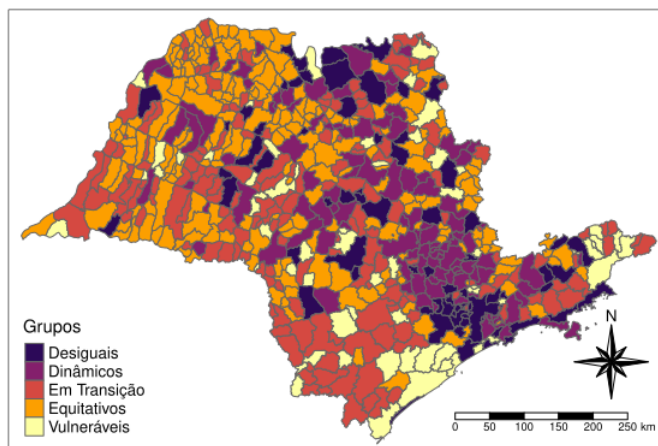 Grupos
Desiguais
Dinâmicos
Em Transição
Equitativos
Vulneráveis
N
0 50 100 150 200 250 km